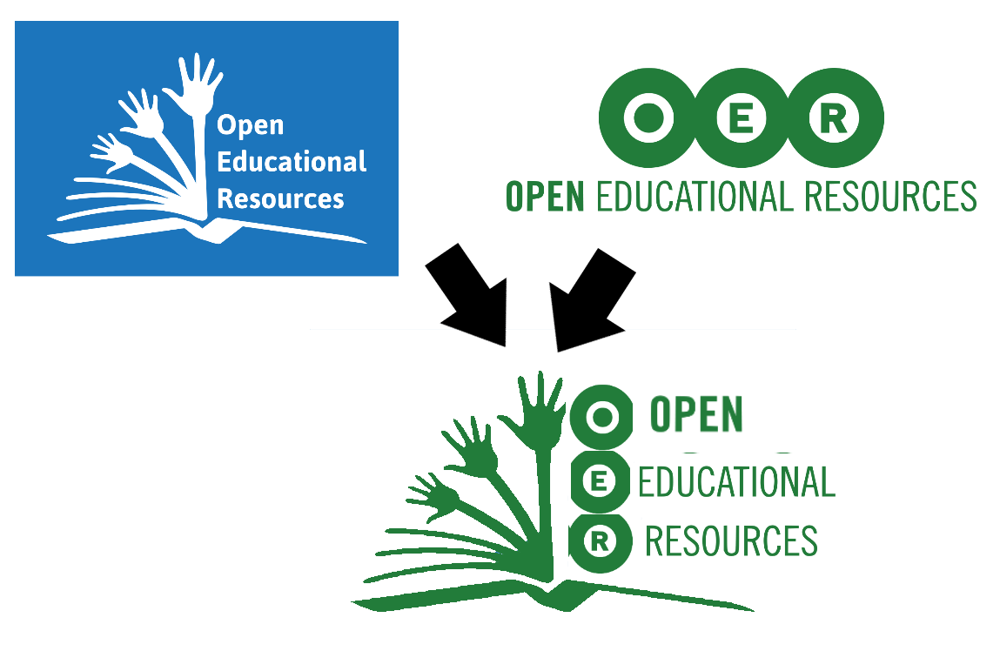 Open
Educational
Resources
O E R
OPEN EDUCATIONAL RESOURCES
O OPEN
E EDUCATIONAL
R RESOURCES